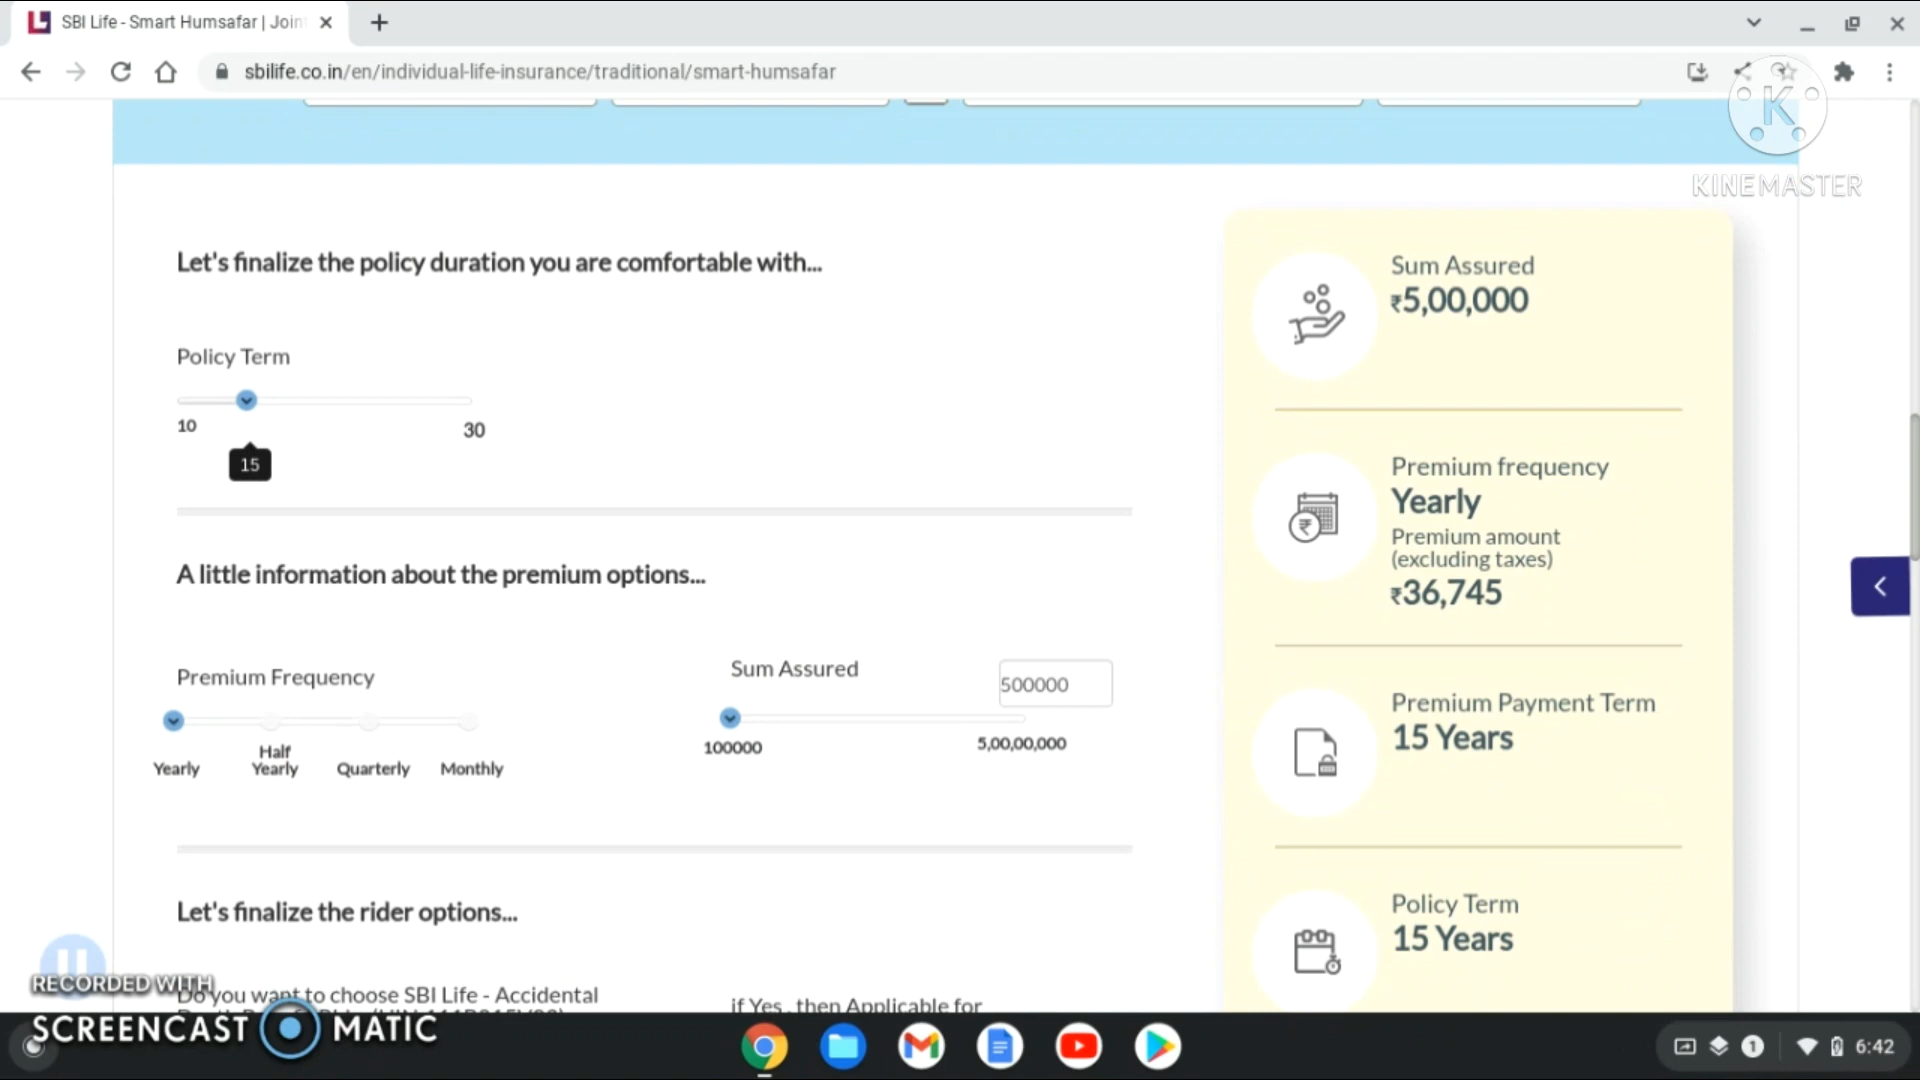 SBI Life - Smart Humsafar | Join
sbilife.co.in/en/individual-life-insurance/traditional/smart-humsafar
K
KINEMASTER
Let's finalize the policy duration you are comfortable with...
Policy Term
10
30
15
A little information about the premium options...
Premium Frequency
Yearly
Half
Yearly
Quarterly
Monthly
Sum Assured
500000
100000
5,00,00,000
Let's finalize the rider options...
Do you want to choose SBI Life - Accidental
if Yes , then Applicable for
Sum Assured
₹5,00,000
Premium frequency
Yearly
Premium amount
(excluding taxes)
₹36,745
Premium Payment Term
15 Years
Policy Term
15 Years
RECORDED WITH
SCREENCAST MATIC
1
6:42